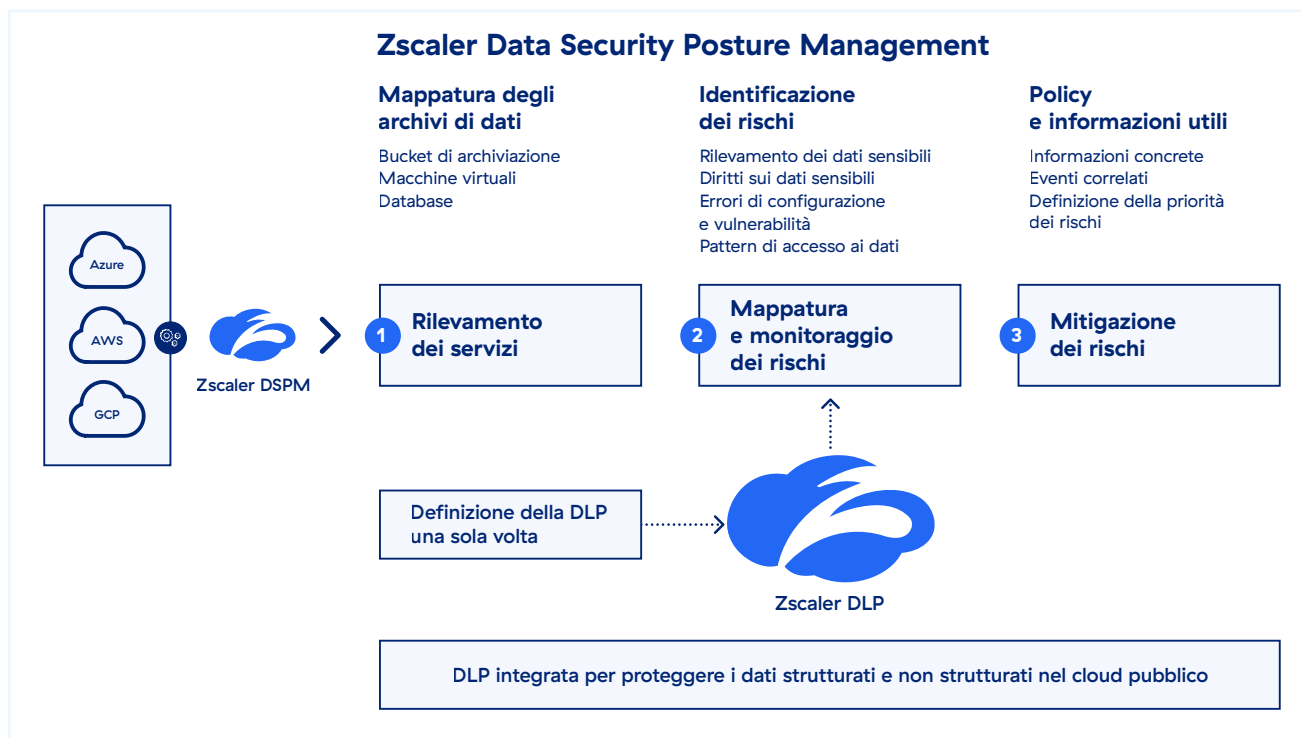 Zscaler Data Security Posture Management
Mappatura degli
archivi di dati
Bucket di archiviazione
Macchine virtuali
Database
Identificazione
dei rischi
Rilevamento dei dati sensibili
Diritti sui dati sensibili
Errori di configurazione
e vulnerabilità
Pattern di accesso ai dati
Policy
e informazioni utili
Informazioni concrete
Eventi correlati
Definizione della priorità
dei rischi
Azure
AWS
GCP
Zscaler DSPM
1
Rilevamento
dei servizi
2
Mappatura
e monitoraggio
dei rischi
3
Mitigazione
dei rischi
Definizione della DLP
una sola volta
Zscaler DLP
DLP integrata per proteggere i dati strutturati e non strutturati nel cloud pubblico